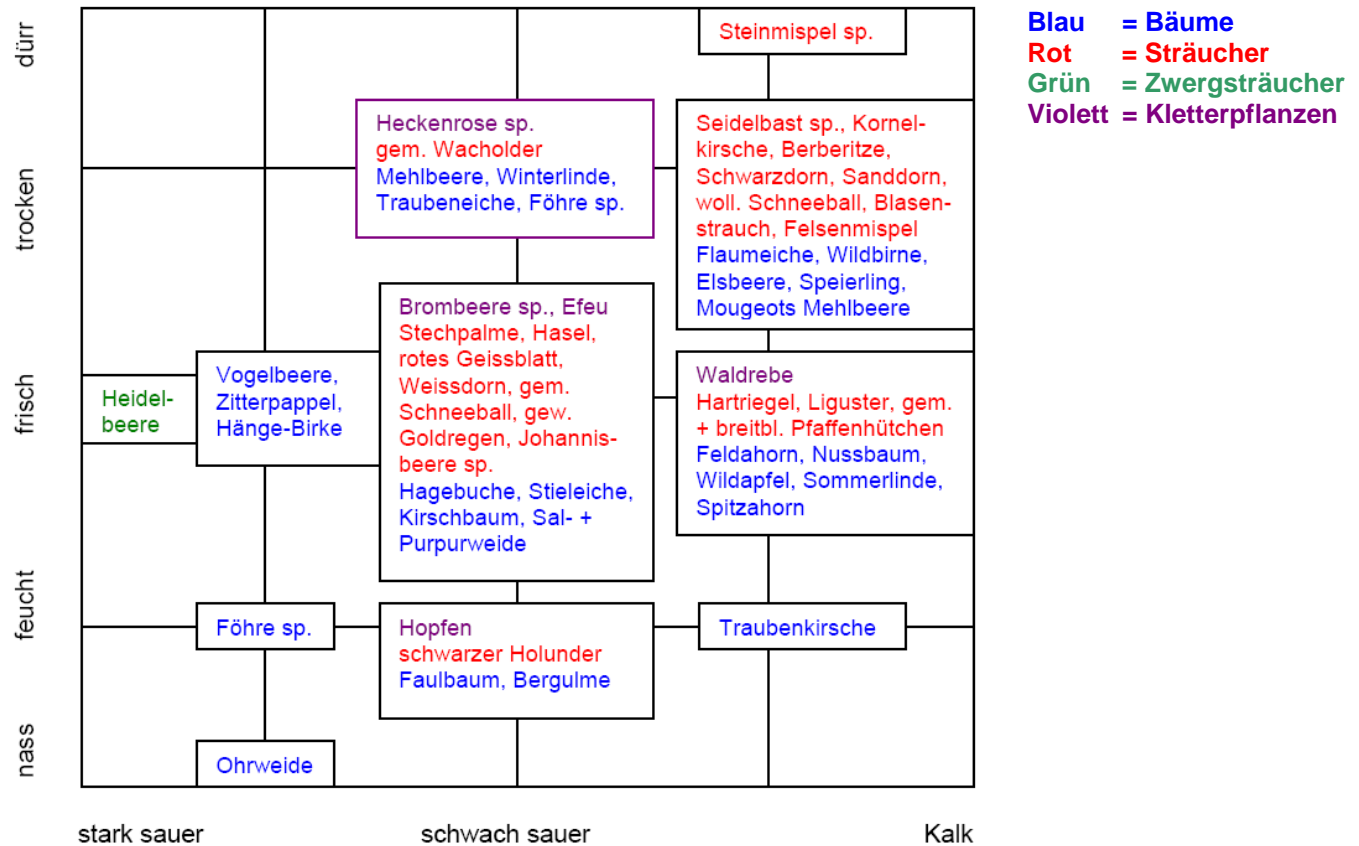 dürr
trocken
frisch
feucht
nass
Steinmispel sp.
Heckenrose sp.
gem. Wacholder
Mehlbeere, Winterlinde,
Traubeneiche, Föhre sp.
Seidelbast sp., Kornel-
kirsche, Berberitze,
Schwarzdorn, Sanddorn,
woll. Schneeball, Blasen-
strauch, Felsenmispel
Flaumeiche, Wildbirne,
Elsbeere, Speierling,
Mougeots Mehlbeere
Heidel-
beere
Vogelbeere,
Zitterpappel,
Hänge-Birke
Brombeere sp., Efeu
Stechpalme, Hasel,
rotes Geissblatt,
Weissdorn, gem.
Schneeball, gew.
Goldregen, Johannis-
beere sp.
Hagebuche, Stieleiche,
Kirschbaum, Sal- +
Purpurweide
Waldrebe
Hartriegel, Liguster, gem.
+ breitbl. Pfaffenhütchen
Feldahorn, Nussbaum,
Wildapfel, Sommerlinde,
Spitzahorn
Föhre sp.
Hopfen
schwarzer Holunder
Faulbaum, Bergulme
Traubenkirsche
Ohrweide
stark sauer
schwach sauer
Kalk
Blau = Bäume
Rot = Sträucher
Grün = Zwergsträucher
Violett = Kletterpflanzen